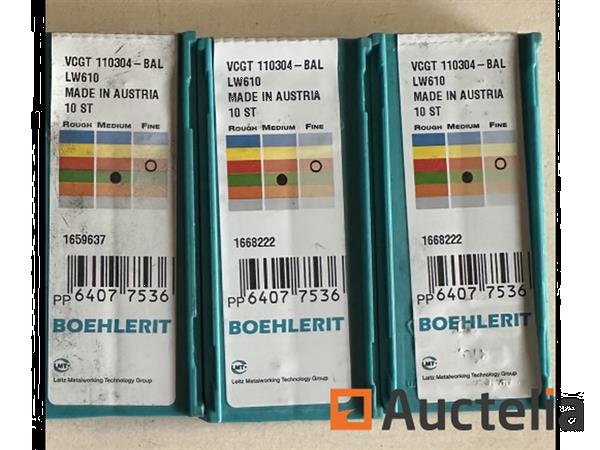 VCGT 110304-BAL
LW610
MADE IN AUSTRIA
10 ST
ROUGH MEDIUM FINE
1659637
PP 6407 7536
BOEHLERIT
LMT
Leitz Metalworking Technology Group
VCGT 110304-BAL
LW610
MADE IN AUSTRIA
10 ST
ROUGH MEDIUM FINE
1668222
PP 6407 7536
BOEHLERIT
LMT
Leitz Metalworking Technology Group
VCGT 110304-BAL
LW610
MADE IN AUSTRIA
10 ST
ROUGH MEDIUM FINE
1668222
PP 6407 7536
BOEHLERIT
LMT
Leitz Metalworking Technology Group
Auctelia